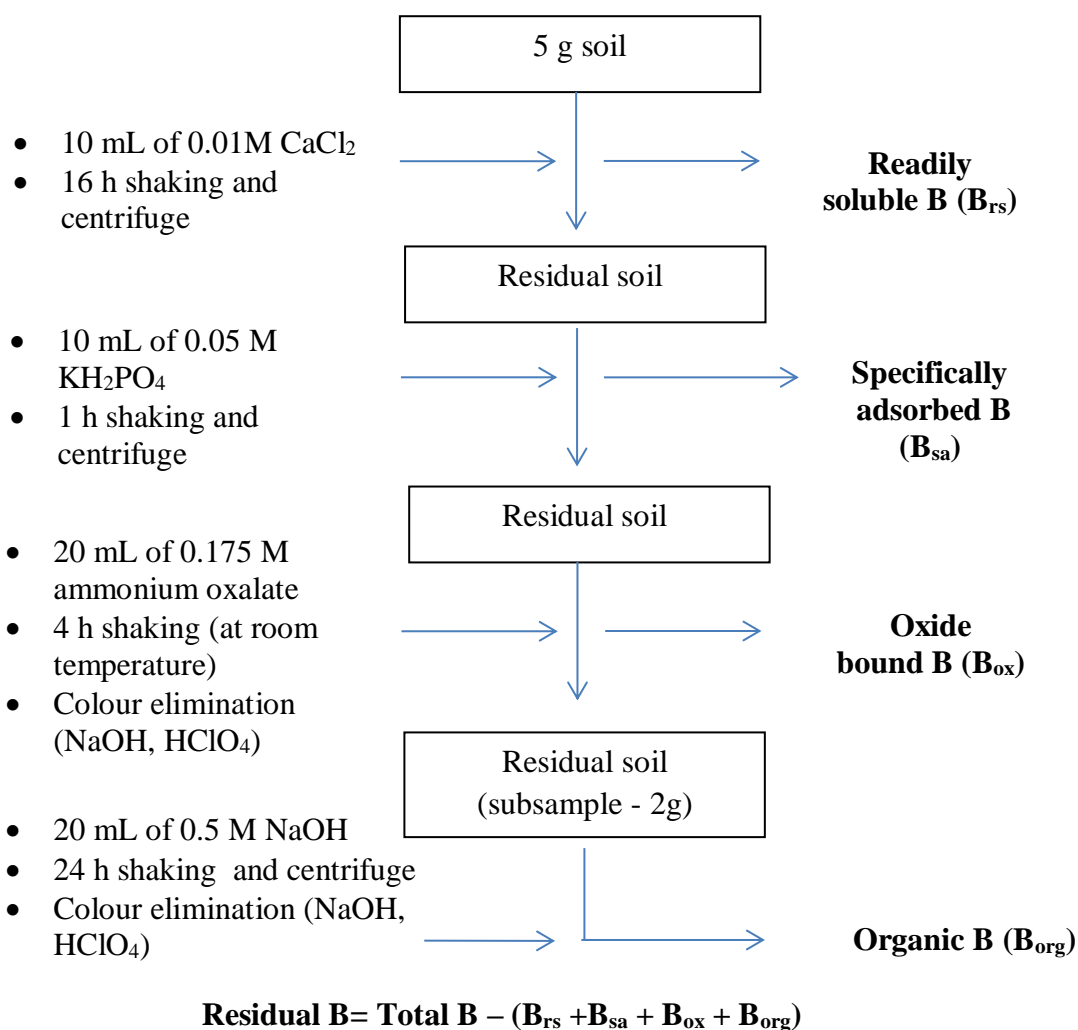 5 g soil
• 10 mL of 0.01M CaCl₂
• 16 h shaking and
centrifuge
Readily
soluble B (Brs)
Residual soil
• 10 mL of 0.05 M
KH₂PO₄
• 1 h shaking and
centrifuge
Specifically
adsorbed B
(Bsa)
Residual soil
• 20 mL of 0.175 M
ammonium oxalate
• 4 h shaking (at room
temperature)
• Colour elimination
(NaOH, HClO₄)
Oxide
bound B (Box)
Residual soil
(subsample - 2g)
• 20 mL of 0.5 M NaOH
• 24 h shaking and centrifuge
• Colour elimination (NaOH,
HClO₄)
Organic B (Borg)
Residual B= Total B – (Brs +Bsa + Box + Borg)